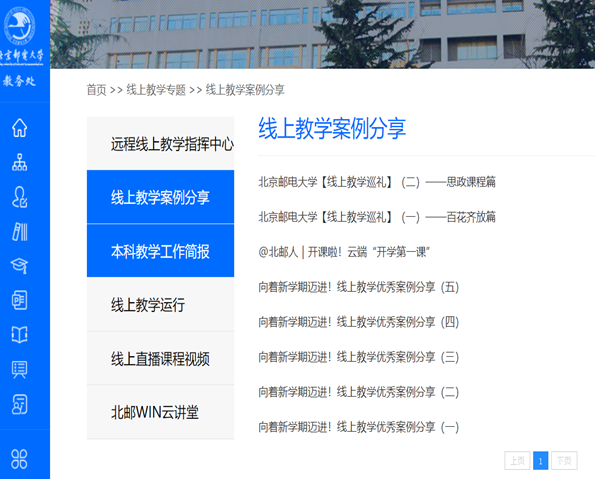 北京邮电大学
教务处
首页 >> 线上教学专题 >> 线上教学案例分享
远程线上教学指挥中心
线上教学案例分享
本科教学工作简报
线上教学运行
线上直播课程视频
北邮WIN云讲堂
线上教学案例分享
北京邮电大学【线上教学巡礼】（二）——思政课程篇
北京邮电大学【线上教学巡礼】（一）——百花齐放篇
@北邮人 | 开课啦！云端“开学第一课”
向着新学期迈进！线上教学优秀案例分享（五）
向着新学期迈进！线上教学优秀案例分享（四）
向着新学期迈进！线上教学优秀案例分享（三）
向着新学期迈进！线上教学优秀案例分享（二）
向着新学期迈进！线上教学优秀案例分享（一）
上页 1 下页